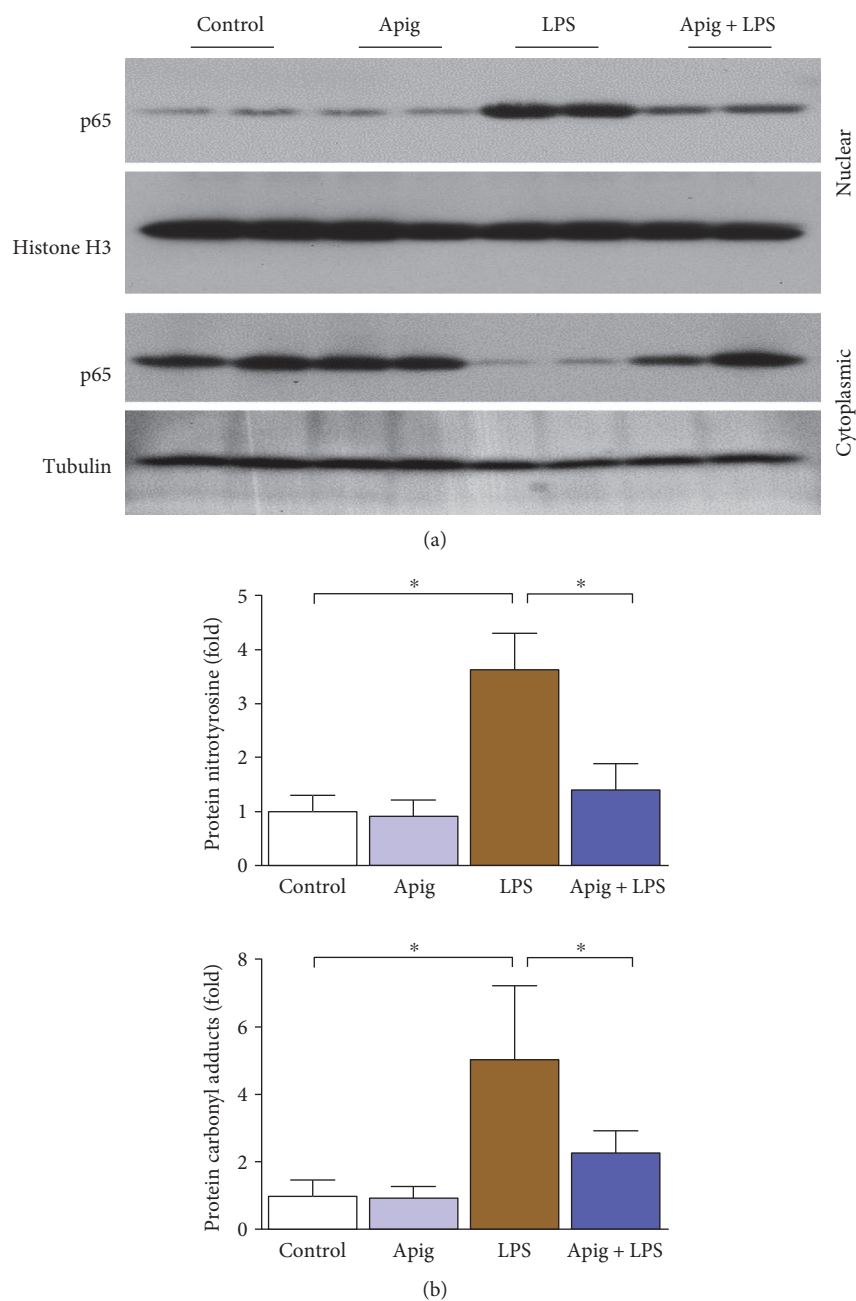 Control Apig LPS Apig + LPS
p65
Histone H3
Nuclear
p65
Tubulin
Cytoplasmic
(a)
Protein nitrotyrosine (fold)
5
4
3
2
1
0
* *
Control Apig LPS Apig + LPS
Protein carbonyl adducts (fold)
8
6
4
2
0
* *
Control Apig LPS Apig + LPS
(b)